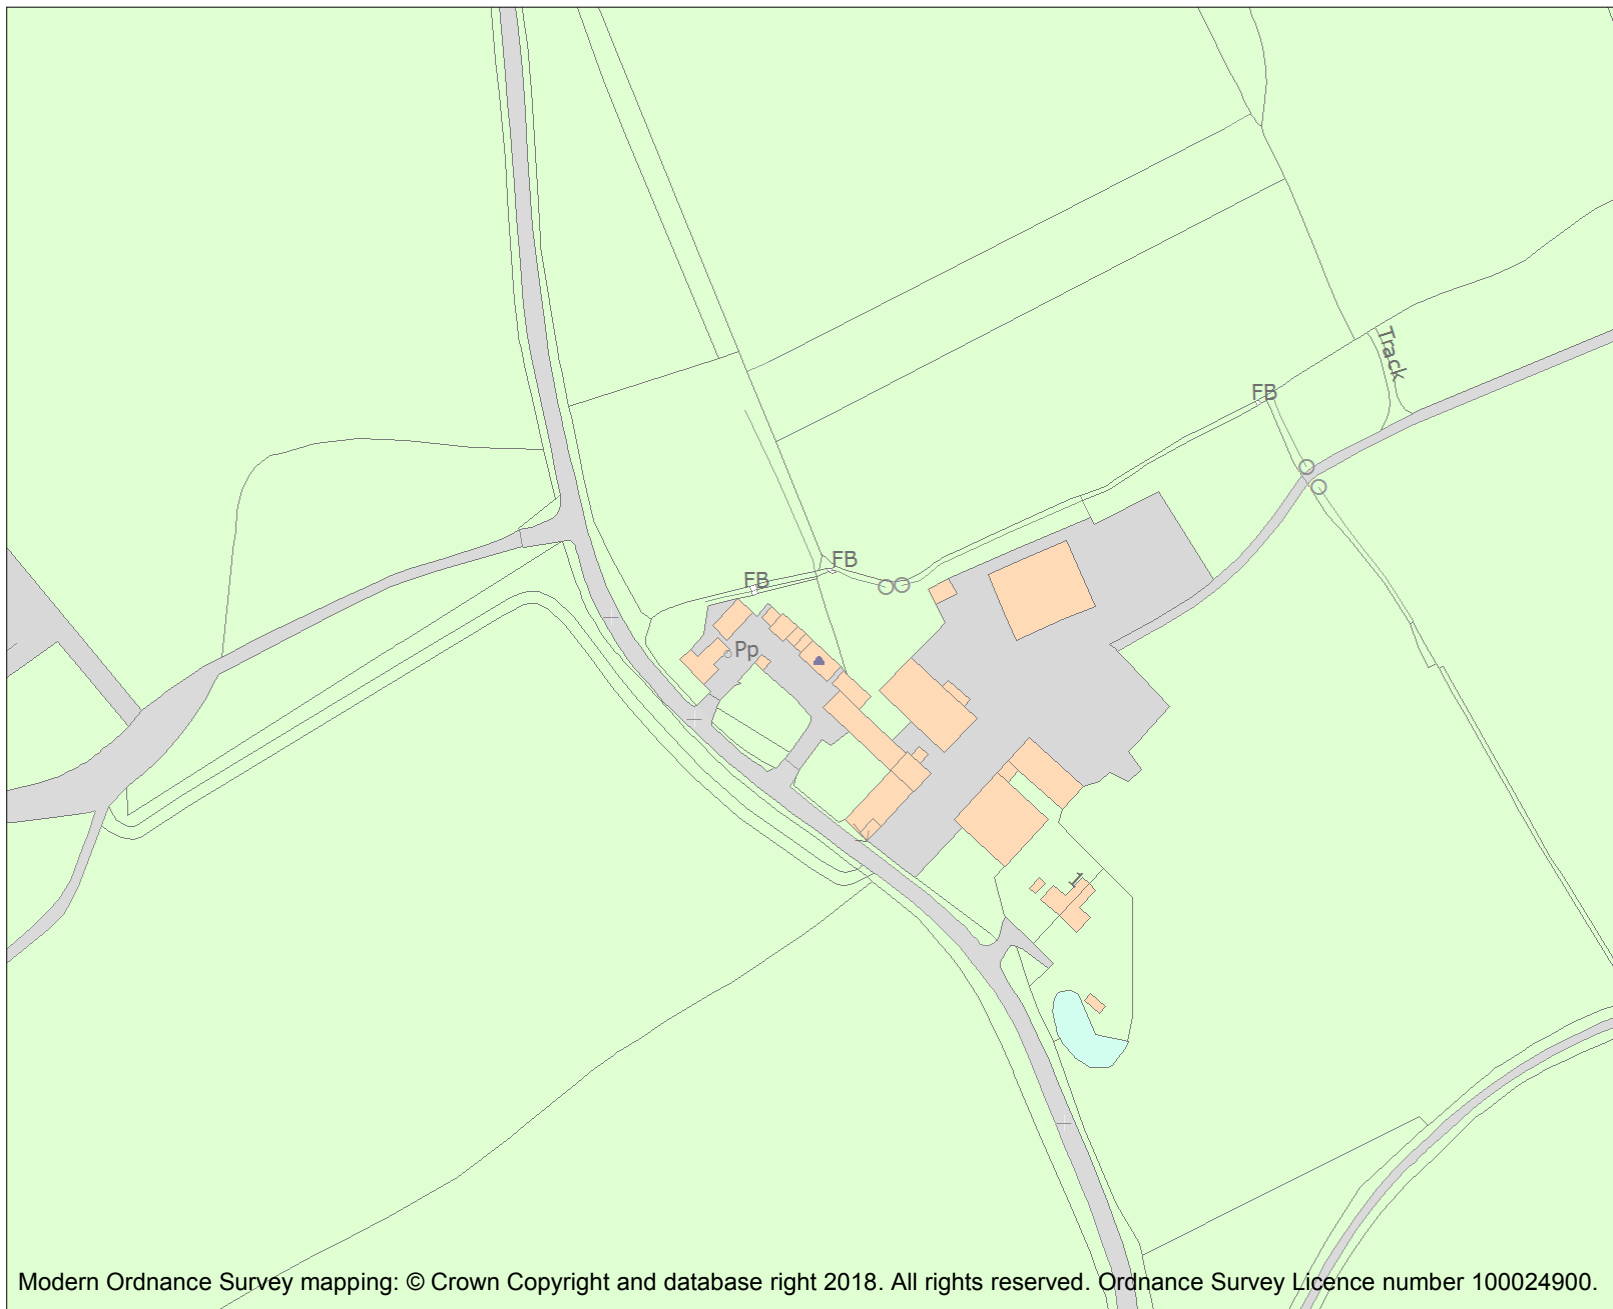 Track
FB
FB
FB
Pp
1
Modern Ordnance Survey mapping: © Crown Copyright and database right 2018. All rights reserved. Ordnance Survey Licence number 100024900.